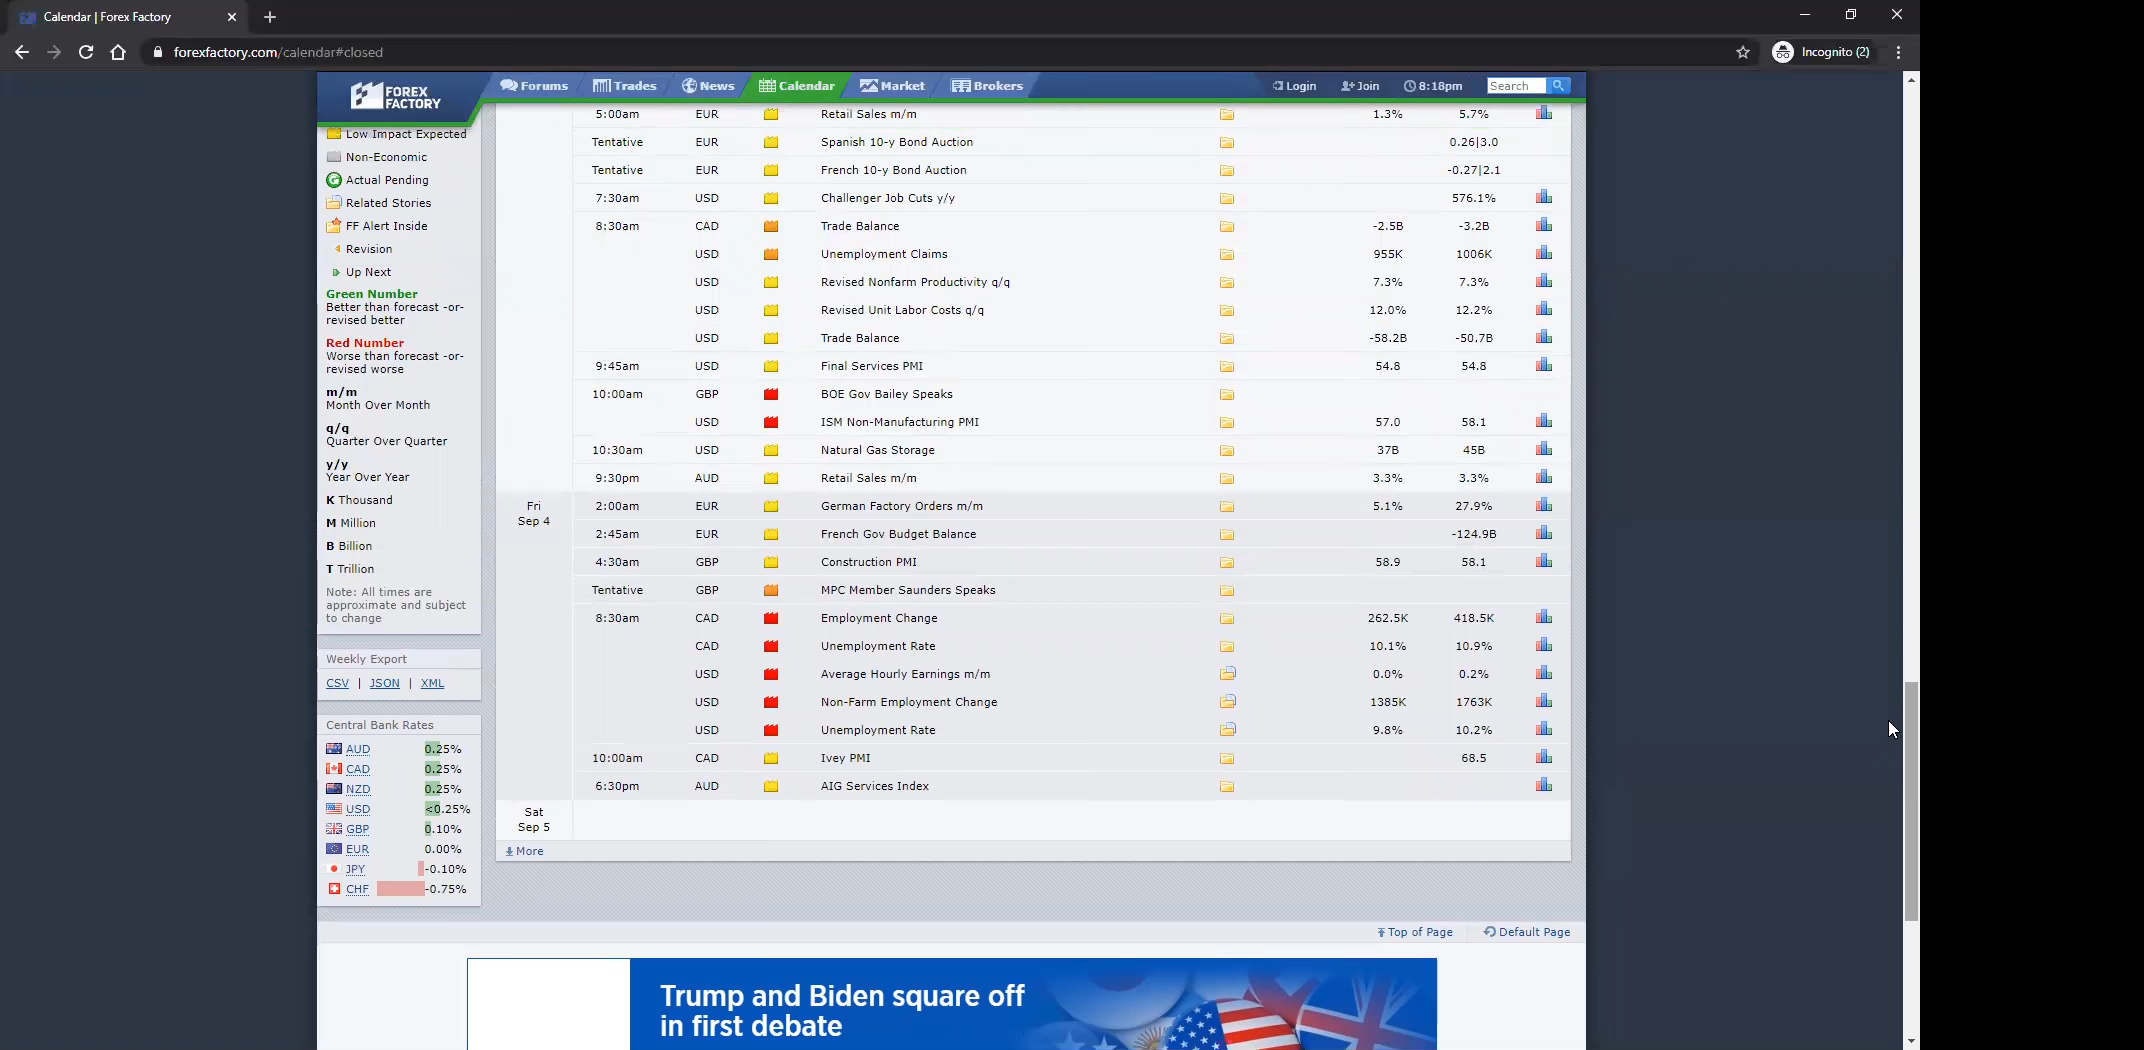 Calendar | Forex Factory
forexfactory.com/calendar#closed
Incognito (2)
FOREX
FACTORY
Forums
Trades
News
Calendar
Market
Brokers
Login
Join
8:18pm
Search
Low Impact Expected
Non-Economic
Actual Pending
Related Stories
FF Alert Inside
Revision
Up Next
Green Number
Better than forecast -or-
revised better
Red Number
Worse than forecast -or-
revised worse
m/m
Month Over Month
q/q
Quarter Over Quarter
y/y
Year Over Year
K Thousand
M Million
B Billion
T Trillion
Note: All times are
approximate and subject
to change
Weekly Export
CSV | JSON | XML
Central Bank Rates
AUD 0.25%
CAD 0.25%
NZD 0.25%
USD <0.25%
GBP 0.10%
EUR 0.00%
JPY -0.10%
CHF -0.75%
5:00am EUR Retail Sales m/m 1.3% 5.7%
Tentative EUR Spanish 10-y Bond Auction 0.26|3.0
Tentative EUR French 10-y Bond Auction -0.27|2.1
7:30am USD Challenger Job Cuts y/y 576.1%
8:30am CAD Trade Balance -2.5B -3.2B
USD Unemployment Claims 955K 1006K
USD Revised Nonfarm Productivity q/q 7.3% 7.3%
USD Revised Unit Labor Costs q/q 12.0% 12.2%
USD Trade Balance -58.2B -50.7B
9:45am USD Final Services PMI 54.8 54.8
10:00am GBP BOE Gov Bailey Speaks
USD ISM Non-Manufacturing PMI 57.0 58.1
10:30am USD Natural Gas Storage 37B 45B
9:30pm AUD Retail Sales m/m 3.3% 3.3%
Fri
Sep 4
2:00am EUR German Factory Orders m/m 5.1% 27.9%
2:45am EUR French Gov Budget Balance -124.9B
4:30am GBP Construction PMI 58.9 58.1
Tentative GBP MPC Member Saunders Speaks
8:30am CAD Employment Change 262.5K 418.5K
CAD Unemployment Rate 10.1% 10.9%
USD Average Hourly Earnings m/m 0.0% 0.2%
USD Non-Farm Employment Change 1385K 1763K
USD Unemployment Rate 9.8% 10.2%
10:00am CAD Ivey PMI 68.5
6:30pm AUD AIG Services Index
Sat
Sep 5
More
Top of Page
Default Page
Trump and Biden square off
in first debate